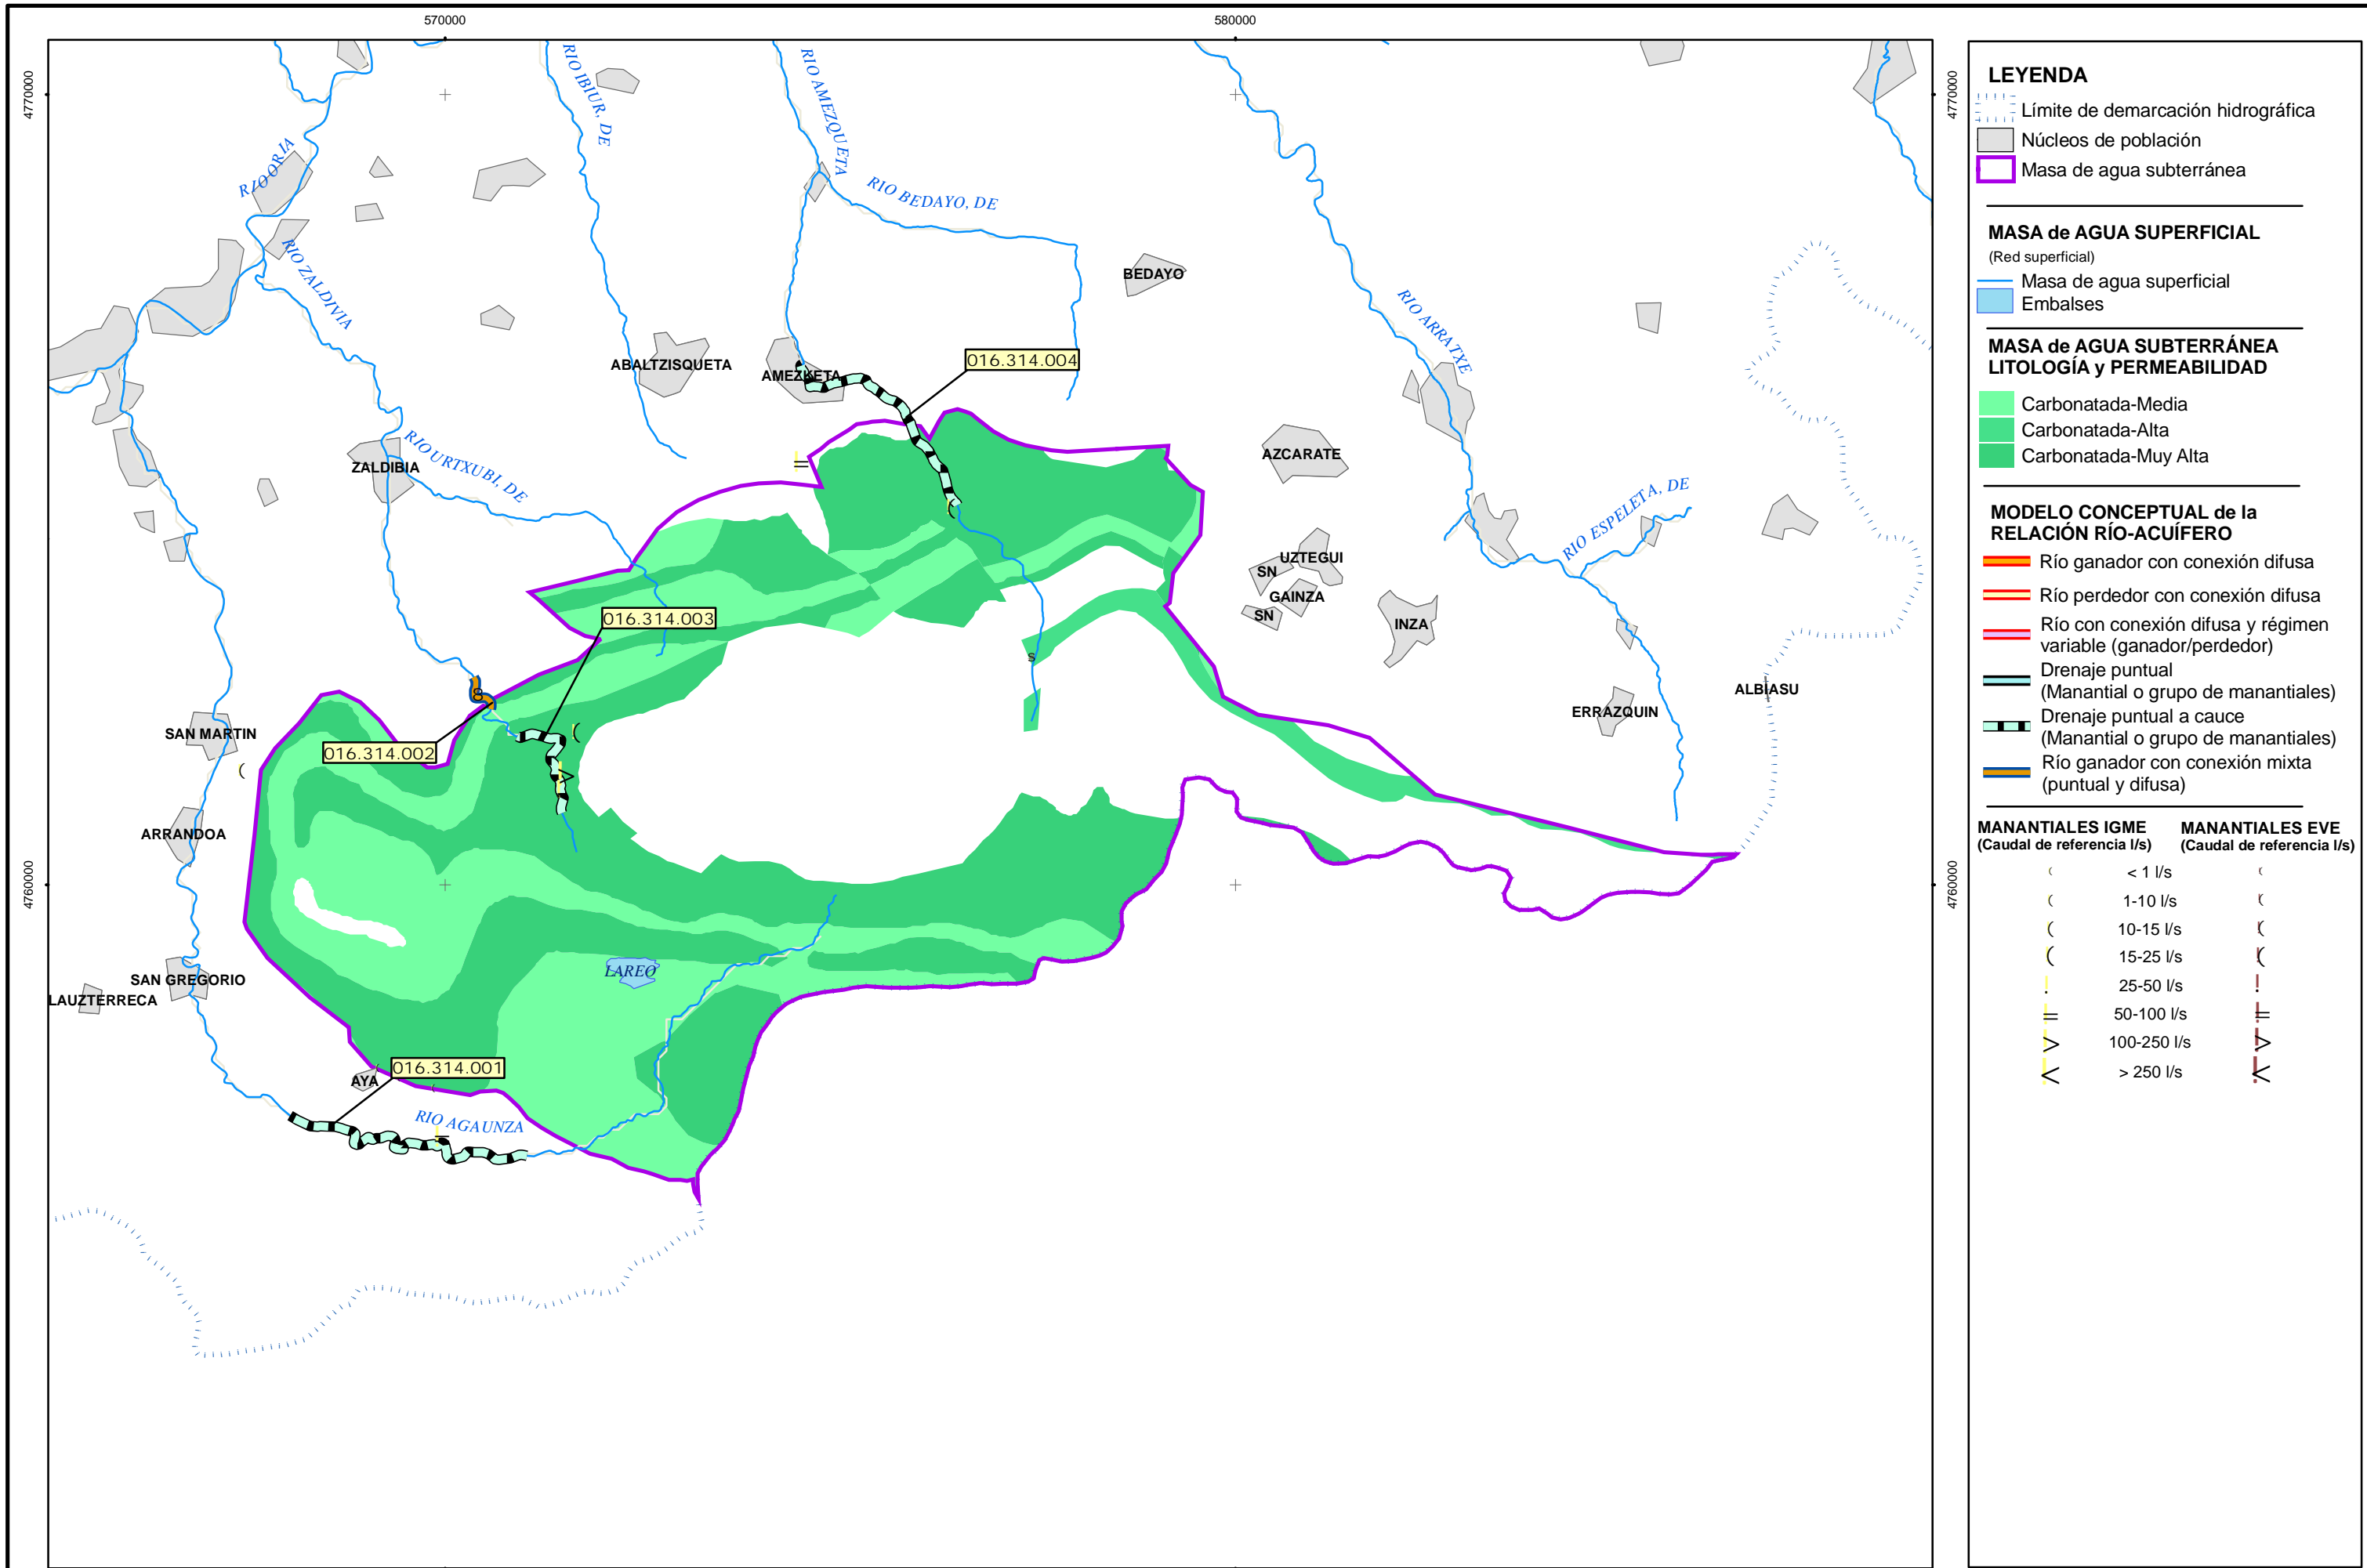 570000
580000
4770000
4770000
4760000
4760000
RIO ORIA
RIO ZALDIVIA
RIO IBIUR, DE
RIO AMEZQUETA
RIO BEDAYO, DE
BEDAYO
RIO ARRATXE
ABALTZISQUETA
AMEZKETA
016.314.004
ZALDIBIA
RIO URTXUBI, DE
AZCARATE
RIO ESPELETA, DE
UZTEGUI
SN
GAINZA
SN
INZA
016.314.003
S
ALBIASU
ERRAZQUIN
SAN MARTIN
016.314.002
ARRANDOA
SAN GREGORIO
LAUZTERRECA
LAREO
AYA
016.314.001
RIO AGAUNZA
LEYENDA
Límite de demarcación hidrográfica
Núcleos de población
Masa de agua subterránea
MASA de AGUA SUPERFICIAL
(Red superficial)
Masa de agua superficial
Embalses
MASA de AGUA SUBTERRÁNEA
LITOLOGÍA y PERMEABILIDAD
Carbonatada-Media
Carbonatada-Alta
Carbonatada-Muy Alta
MODELO CONCEPTUAL de la
RELACIÓN RÍO-ACUÍFERO
Río ganador con conexión difusa
Río perdedor con conexión difusa
Río con conexión difusa y régimen
variable (ganador/perdedor)
Drenaje puntual
(Manantial o grupo de manantiales)
Drenaje puntual a cauce
(Manantial o grupo de manantiales)
Río ganador con conexión mixta
(puntual y difusa)
MANANTIALES IGME MANANTIALES EVE
(Caudal de referencia l/s) (Caudal de referencia l/s)
< 1 l/s
1-10 l/s
10-15 l/s
15-25 l/s
25-50 l/s
50-100 l/s
100-250 l/s
> 250 l/s